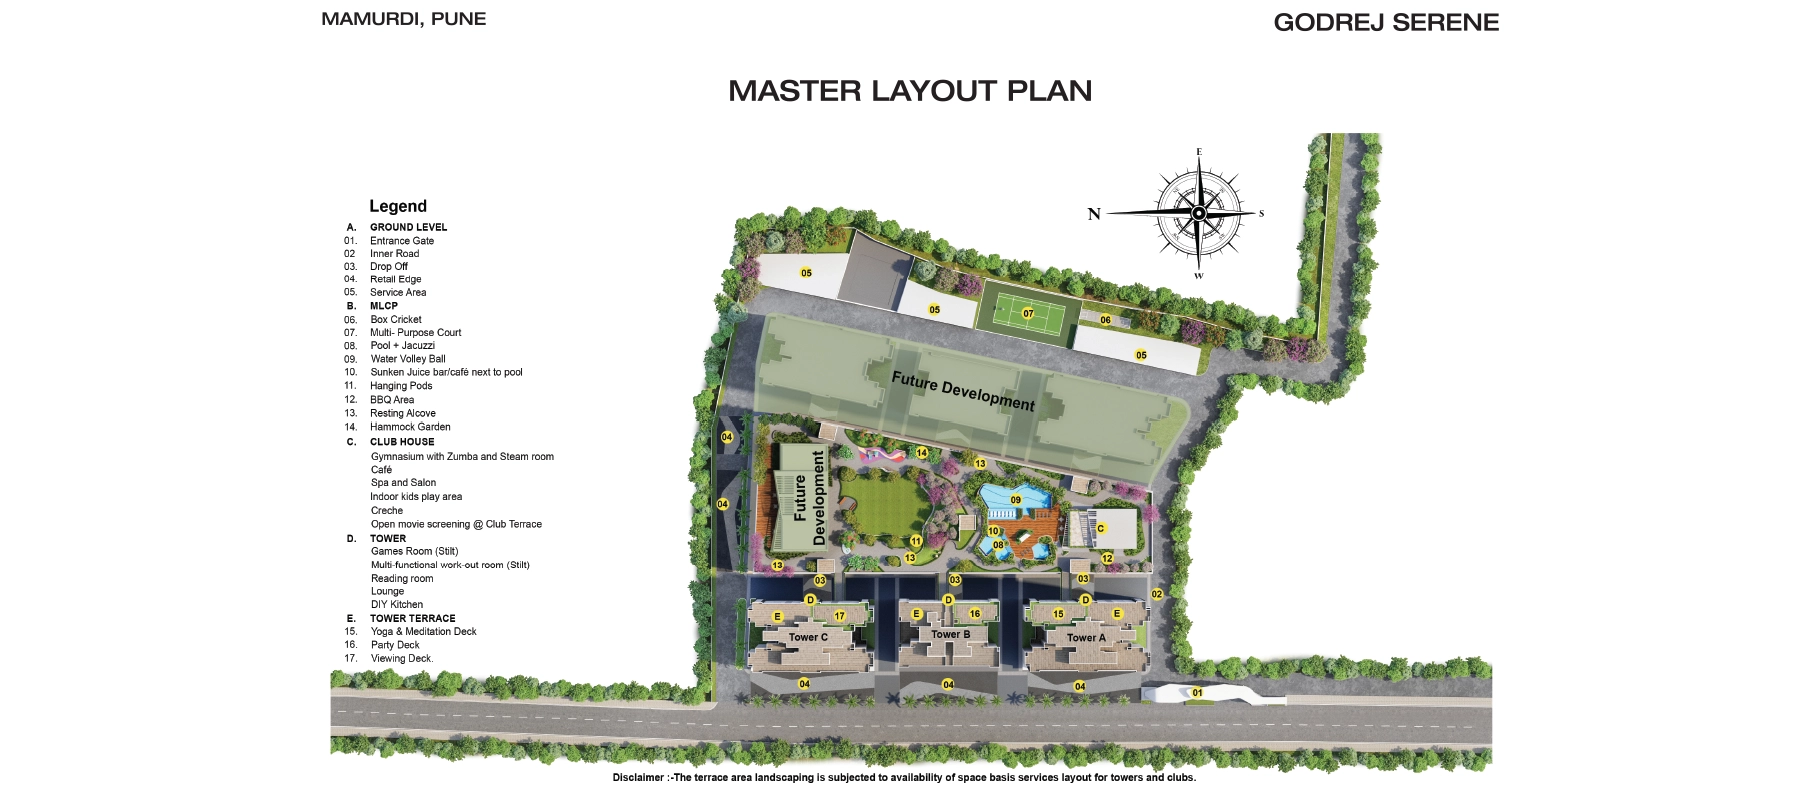 MAMURDI, PUNE
GODREJ SERENE
MASTER LAYOUT PLAN
Legend
A. GROUND LEVEL
01. Entrance Gate
02 Inner Road
03. Drop Off
04. Retail Edge
05. Service Area
B. MLCP
06. Box Cricket
07. Multi- Purpose Court
08. Pool + Jacuzzi
09. Water Volley Ball
10. Sunken Juice bar/café next to pool
11. Hanging Pods
12. BBQ Area
13. Resting Alcove
14. Hammock Garden
C. CLUB HOUSE
Gymnasium with Zumba and Steam room
Café
Spa and Salon
Indoor kids play area
Creche
Open movie screening @ Club Terrace
D. TOWER
Games Room (Stilt)
Multi-functional work-out room (Stilt)
Reading room
Lounge
DIY Kitchen
E. TOWER TERRACE
15. Yoga & Meditation Deck
16. Party Deck
17. Viewing Deck.
E
N
S
W
05
05
07
06
05
Future Development
04
14
13
Future
Development
04
09
10
C
11
08
13
12
13
03
03
03
02
D
D
D
E
17
E
16
15
E
Tower C
Tower B
Tower A
04
04
04
01
Disclaimer :-The terrace area landscaping is subjected to availability of space basis services layout for towers and clubs.